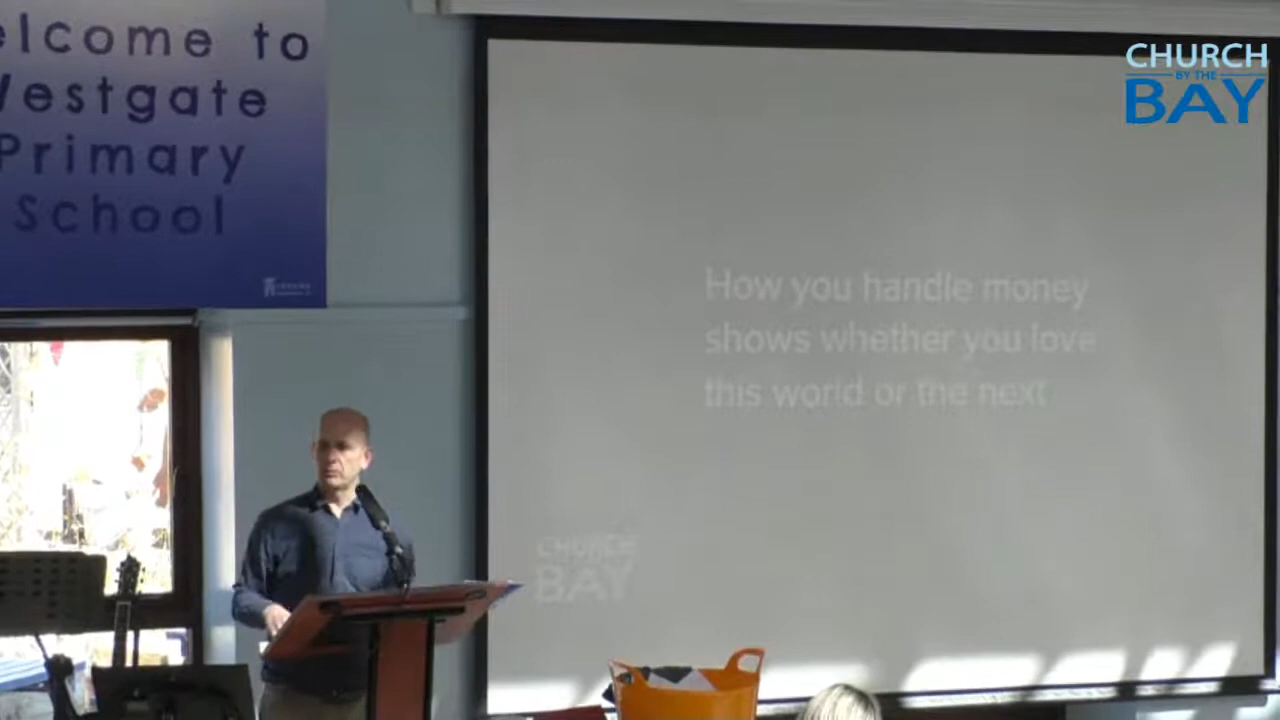 elcome to
Westgate
Primary
School
CHURCH
BY THE
BAY
How you handle money
shows whether you love
this world or the next
CHURCH
BAY